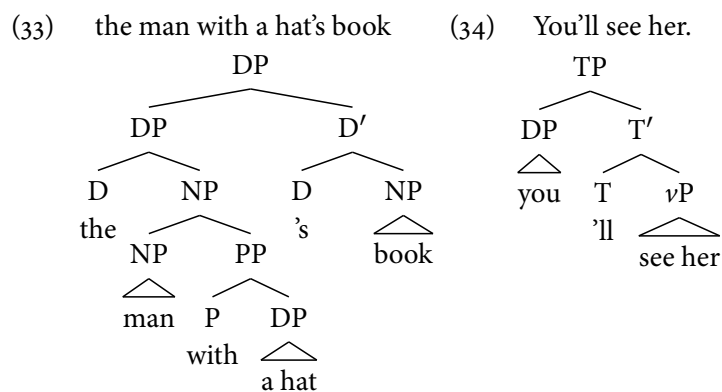 (33) the man with a hat's book (34) You'll see her.
DP TP
DP D′ DP T′
D NP D NP you T vP
the 's book 'll see her
NP PP
man P DP
with a hat